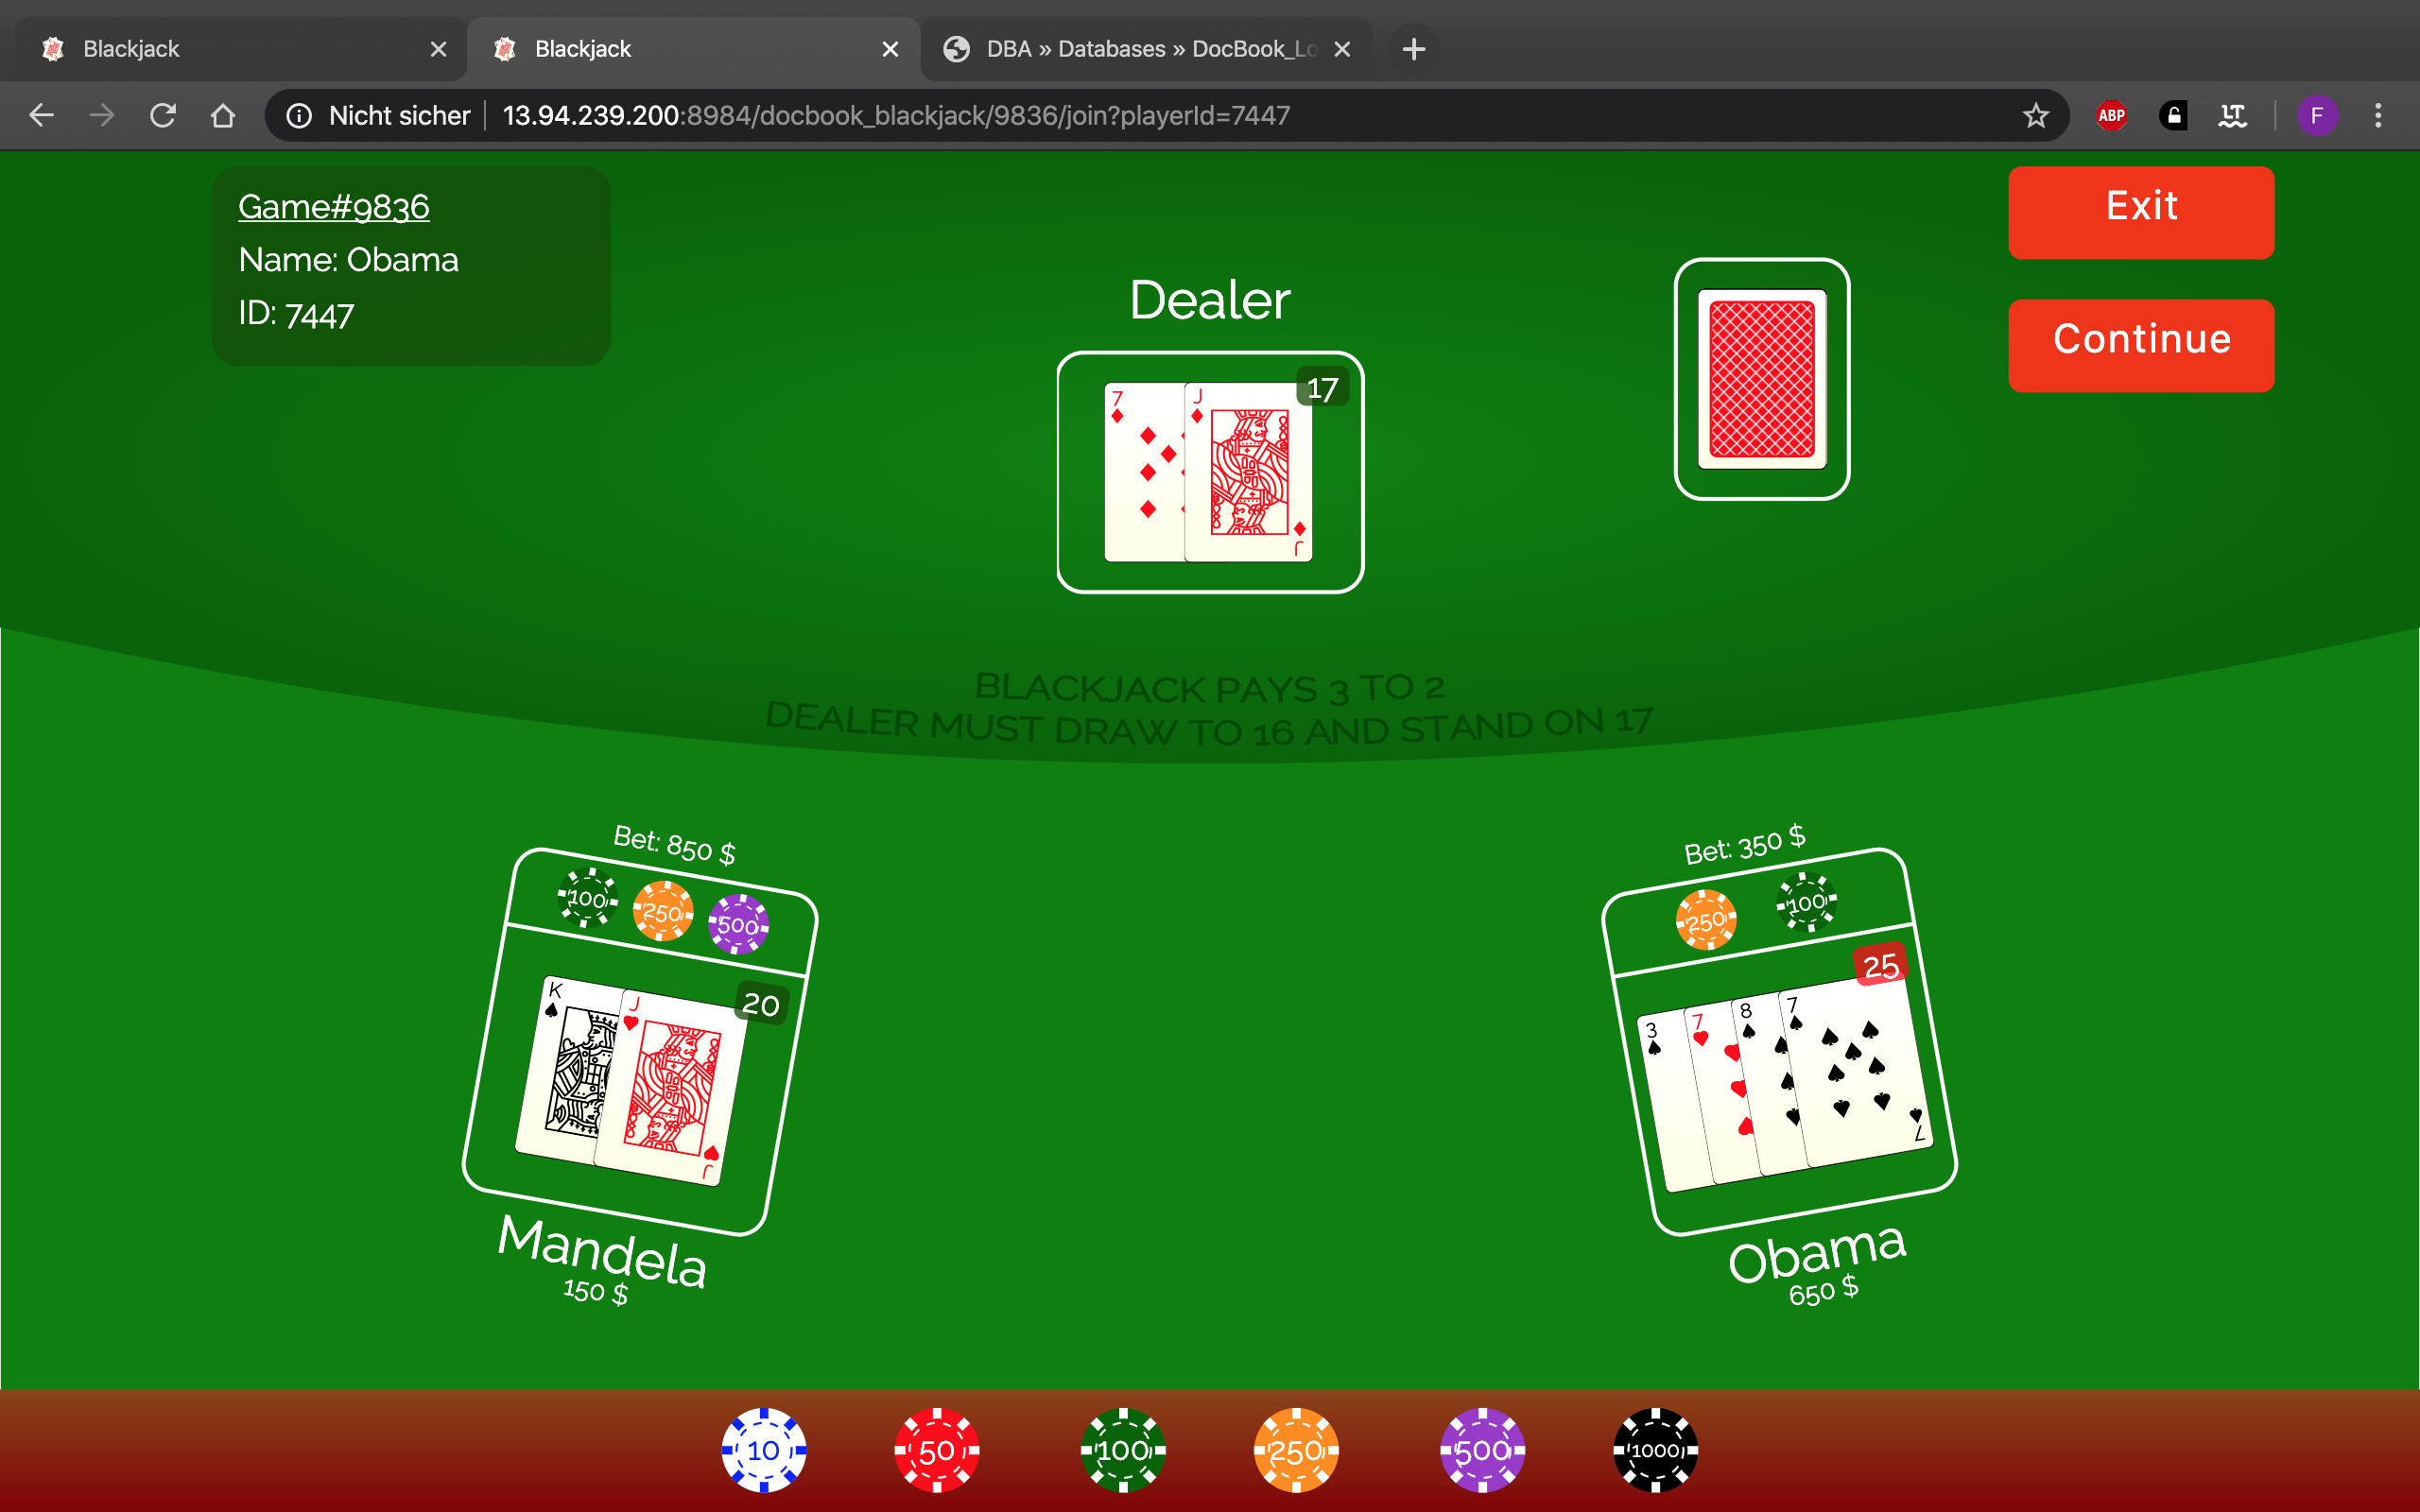 Blackjack
Blackjack
DBA » Databases » DocBook_Lo
Nicht sicher
13.94.239.200:8984/docbook_blackjack/9836/join?playerId=7447
ABP
LT
F
Game#9836
Name: Obama
ID: 7447
Exit
Continue
Dealer
17
7
J
J
BLACKJACK PAYS 3 TO 2
DEALER MUST DRAW TO 16 AND STAND ON 17
Bet: 850 $
100
250
500
20
K
J
J
Mandela
150 $
Bet: 350 $
250
100
25
3
7
8
7
7
Obama
650 $
10
50
100
250
500
1000